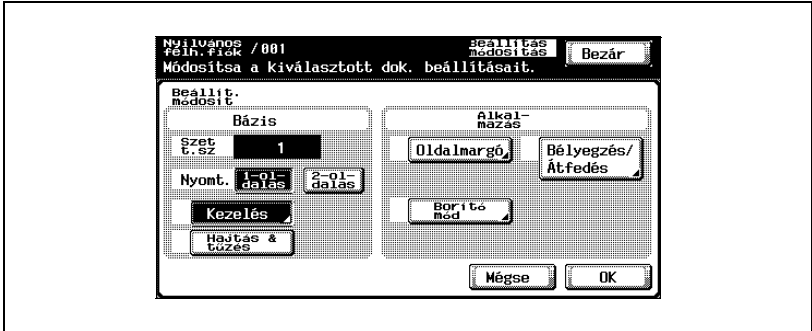 Nyilvános
félh.fiók /001
Beállítás
módosítás
Bezár
Módosítsa a kiválasztott dok. beállításait.
Beállít.
módosít
Bázis
Szet
t.sz 1
Nyomt. 1-ol-
dalas
2-ol-
dalas
Kezelés
Hajtás &
tűzés
Alkal-
mazás
Oldalmargó
Bélyegzés/
Átfedés
Borító
mód
Mégse
OK